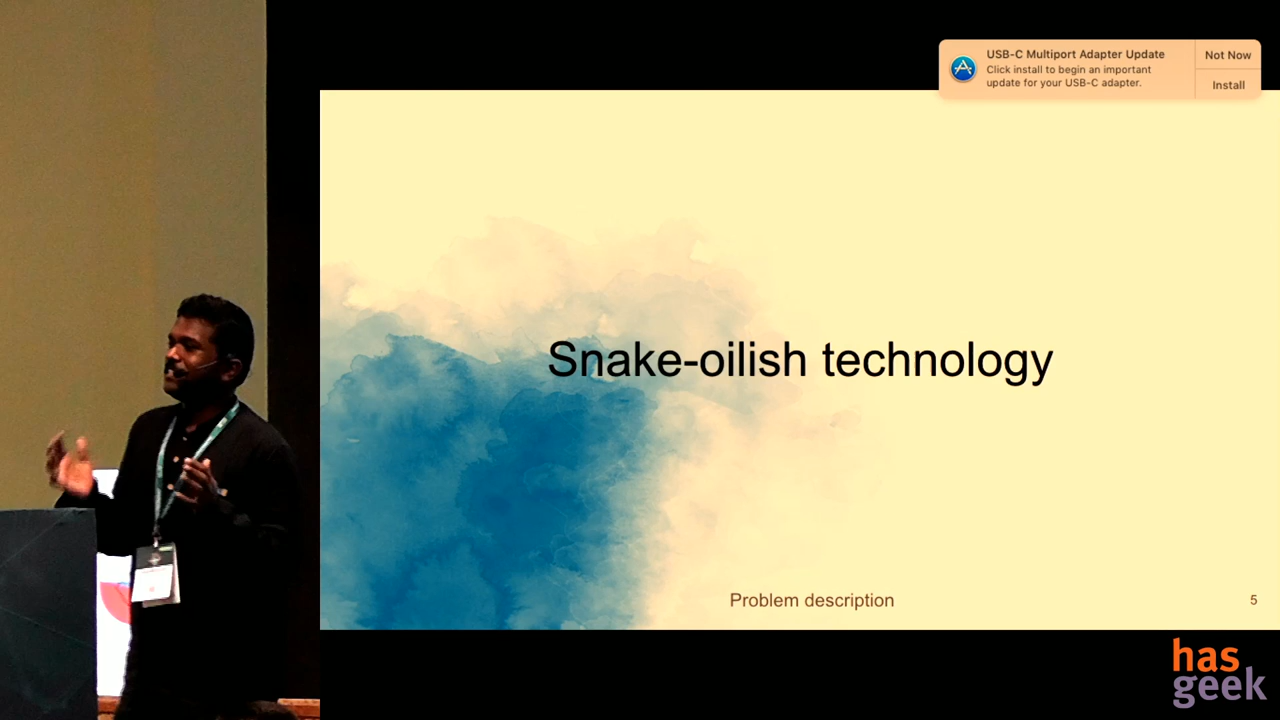 USB-C Multiport Adapter Update
Click install to begin an important
update for your USB-C adapter.
Not Now
Install
Snake-oilish technology
Problem description
5
has
geek